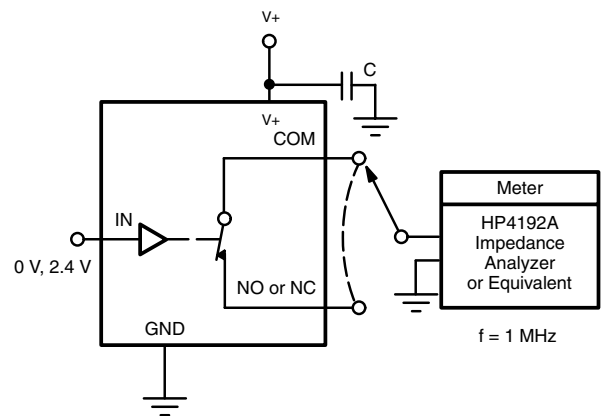 V+
C
V+
COM
IN
0 V, 2.4 V
NO or NC
GND
Meter
HP4192A
Impedance
Analyzer
or Equivalent
f = 1 MHz